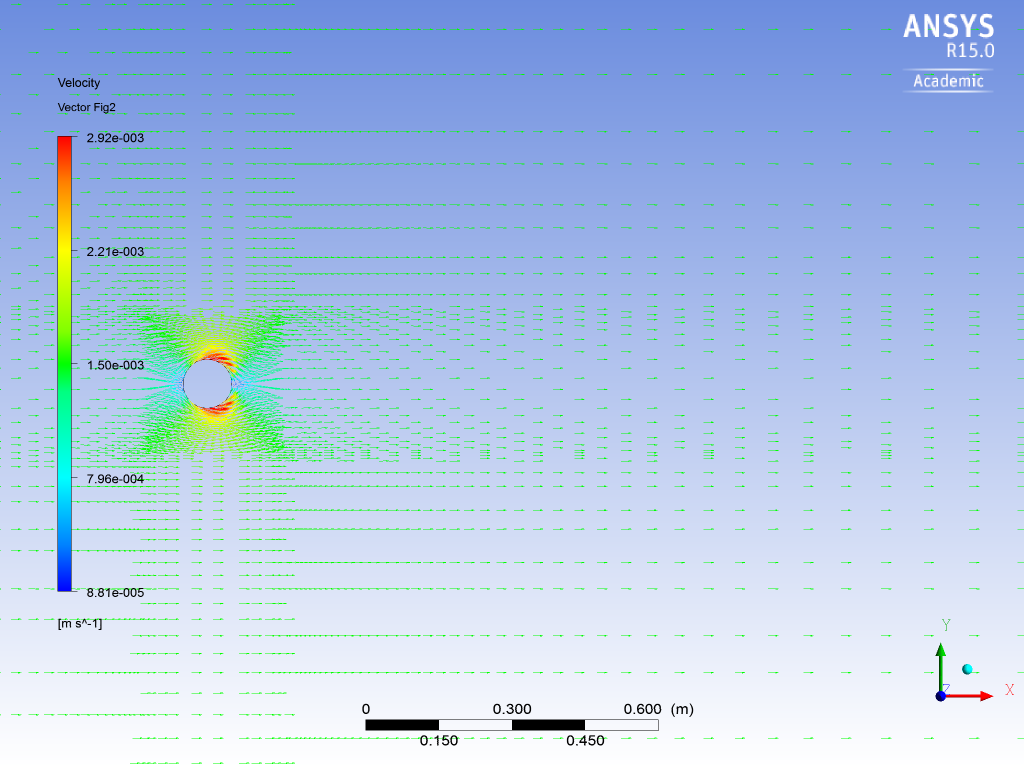 ANSYS
R15.0
Academic
Velocity
Vector Fig2
2.92e-003
2.21e-003
1.50e-003
7.96e-004
8.81e-005
[m s^-1]
0 0.300 0.600 (m)
0.150 0.450
Y
Z
X